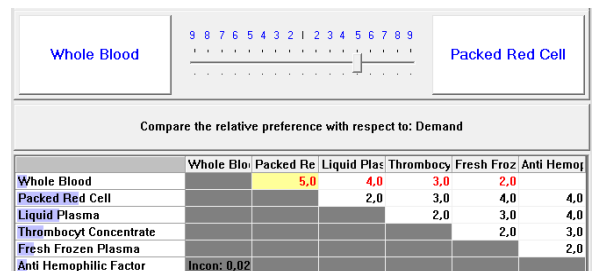 9 8 7 6 5 4 3 2 1 2 3 4 5 6 7 8 9
Whole Blood Packed Red Cell
Compare the relative preference with respect to: Demand
Whole Blo Packed Re Liquid Plas Thrombocy Fresh Froz Anti Hemop
Whole Blood 5,0 4,0 3,0 2,0
Packed Red Cell 2,0 3,0 4,0 4,0
Liquid Plasma 2,0 3,0 4,0
Thrombocyt Concentrate 2,0 3,0
Fresh Frozen Plasma 2,0
Anti Hemophilic Factor Incon: 0,02